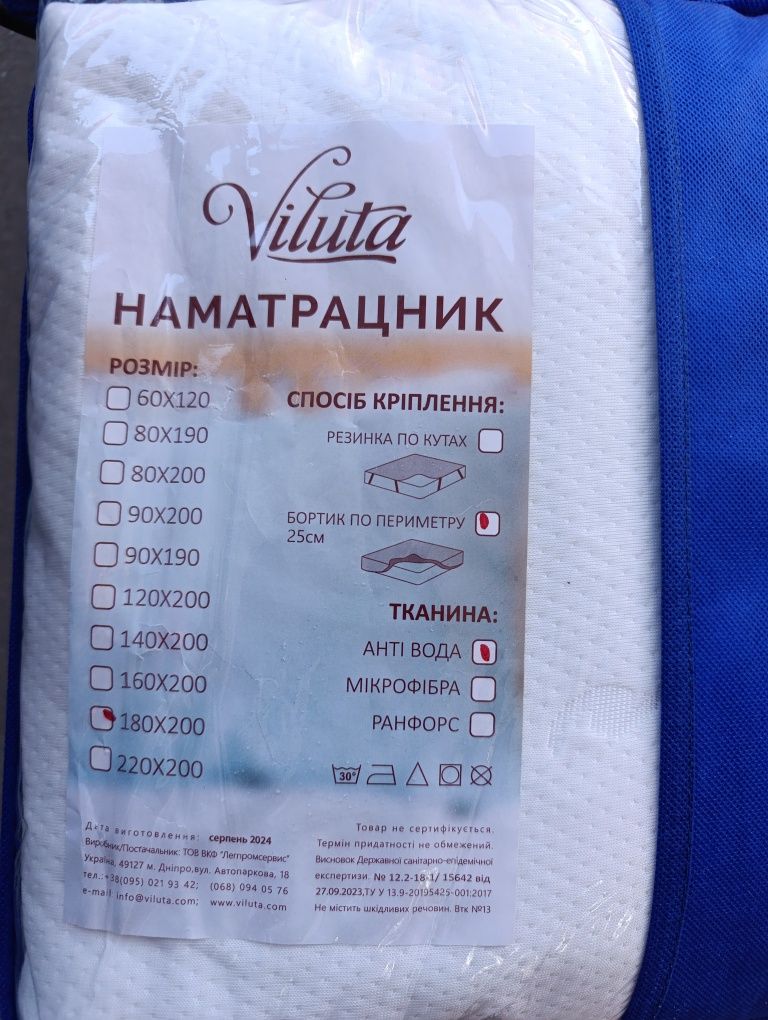 Viluta
НАМАТРАЦНИК
РОЗМІР:
60X120
80X190
80X200
90X200
90X190
120X200
140X200
160X200
180X200
220X200
СПОСІБ КРІПЛЕННЯ:
РЕЗИНКА ПО КУТАХ
БОРТИК ПО ПЕРИМЕТРУ
25см
ТКАНИНА:
АНТІ ВОДА
МІКРОФІБРА
РАНФОРС
30°
Дата виготовлення: серпень 2024
Виробник/Постачальник: ТОВ ВКФ "Легпромсервис"
Україна, 49127 м. Дніпро,вул. Автопаркова, 18
тел.:+38(095) 021 93 42; (068) 094 05 76
e-mail info@viluta.com; www.viluta.com
Товар не сертифікується.
Термін придатності не обмежений.
Висновок Державної санітарно-епідемічної
експертизи. № 12.2-18-1/ 15642 від
27.09.2023,ТУ У 13.9-20195425-001:2017
Не містить шкідливих речовин. Втк №13